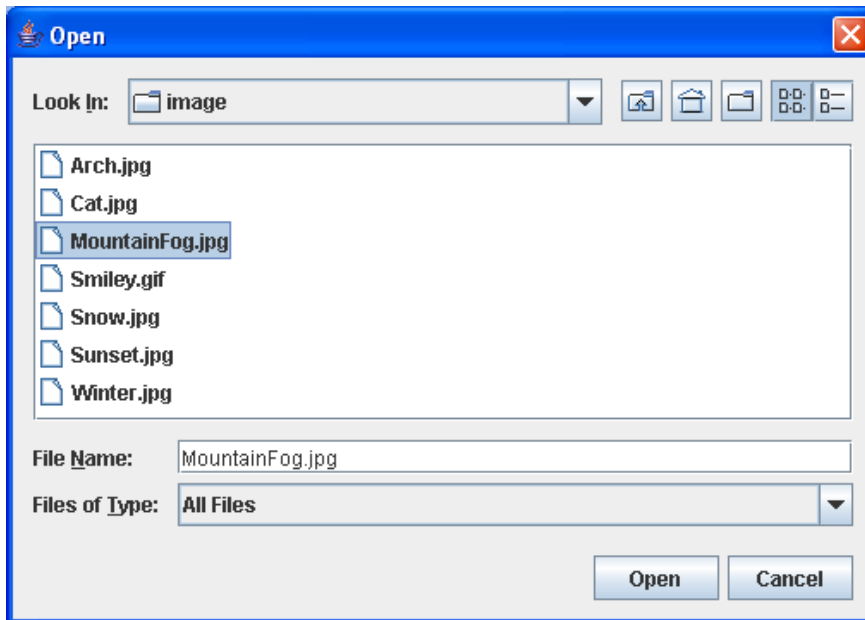 Open
Look In: image
Arch.jpg
Cat.jpg
MountainFog.jpg
Smiley.gif
Snow.jpg
Sunset.jpg
Winter.jpg
File Name: MountainFog.jpg
Files of Type: All Files
Open Cancel